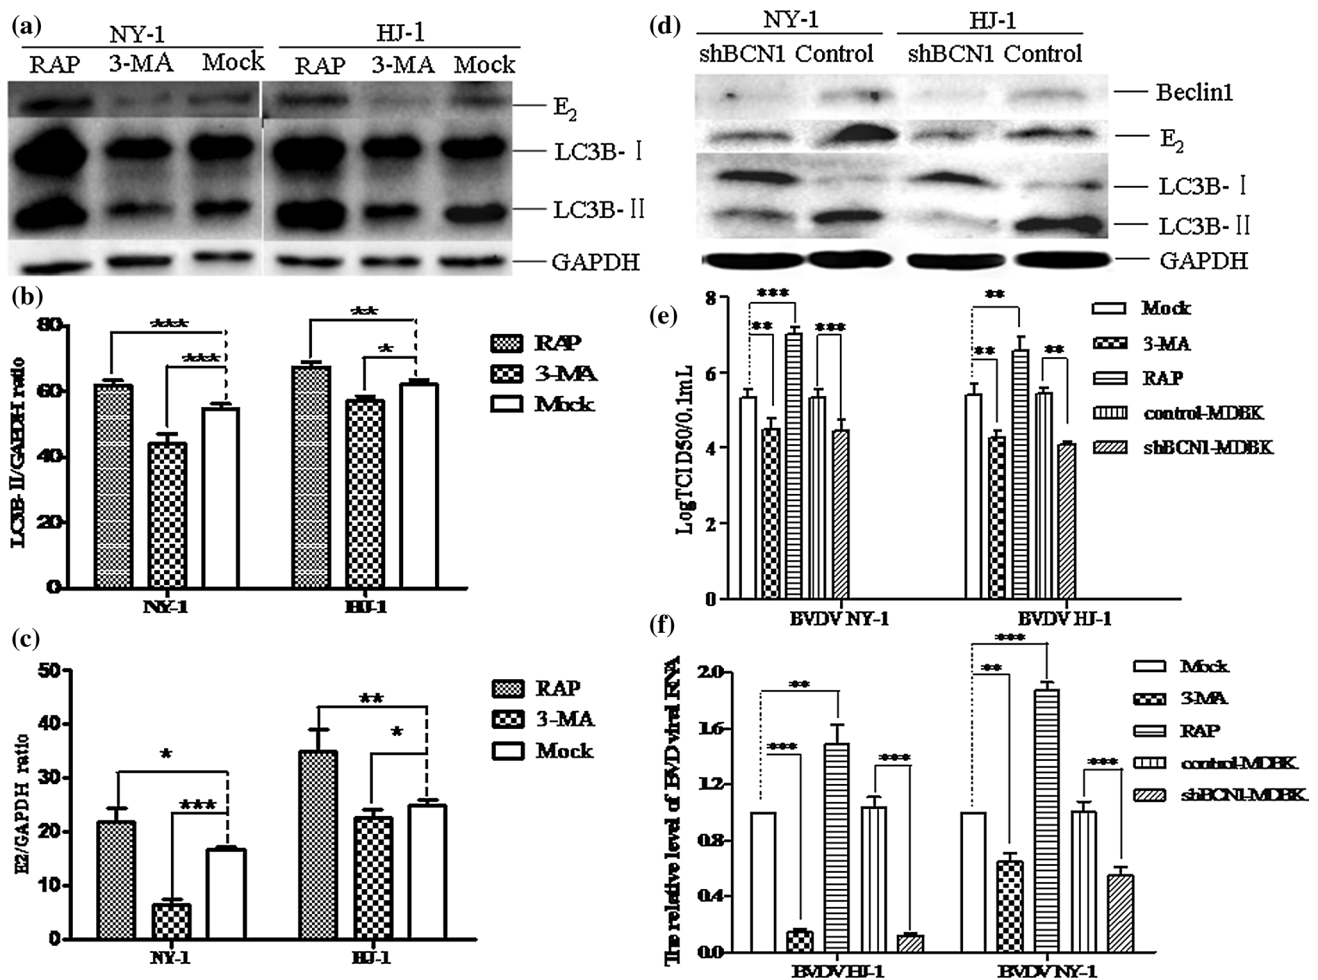 (a)
NY-1 HJ-1
RAP 3-MA Mock RAP 3-MA Mock
E2
LC3B-Ⅰ
LC3B-Ⅱ
GAPDH
(b)
80
60
40
20
0
LC3B-II/GAPDH ratio
*** *** ** *
RAP
3-MA
Mock
NY-1 HJ-1
(c)
50
40
30
20
10
0
E2/GAPDH ratio
* *** ** *
RAP
3-MA
Mock
NY-1 HJ-1
(d)
NY-1 HJ-1
shBCN1 Control shBCN1 Control
Beclin1
E2
LC3B-Ⅰ
LC3B-Ⅱ
GAPDH
(e)
8
6
4
2
0
LogTCID50/0.1mL
*** ** *** ** ** **
Mock
3-MA
RAP
control-MDBK
shBCN1-MDBK
BVDV NY-1 BVDV HJ-1
(f)
2.0
1.6
1.2
0.8
0.4
0.0
The relative level of BVD viral RNA
** *** *** *** ** ***
Mock
3-MA
RAP
control-MDBK
shBCN1-MDBK
BVDV HJ-1 BVDV NY-1